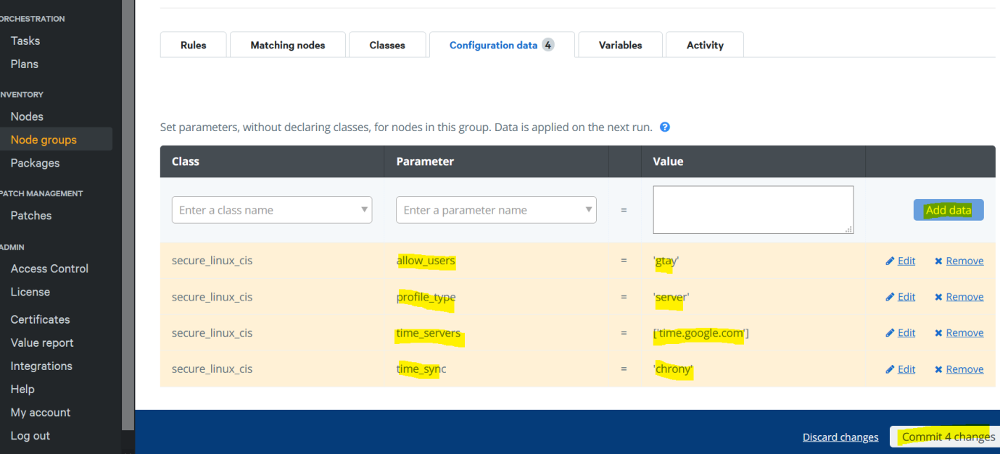 ORCHESTRATION
Tasks
Plans
INVENTORY
Nodes
Node groups
Packages
PATCH MANAGEMENT
Patches
ADMIN
Access Control
License
Certificates
Value report
Integrations
Help
My account
Log out
Rules Matching nodes Classes Configuration data 4 Variables Activity
Set parameters, without declaring classes, for nodes in this group. Data is applied on the next run. ?
Class Parameter Value
Enter a class name Enter a parameter name = Add data
secure_linux_cis allow_users = 'gtay' Edit Remove
secure_linux_cis profile_type = 'server' Edit Remove
secure_linux_cis time_servers = ['time.google.com'] Edit Remove
secure_linux_cis time_sync = 'chrony' Edit Remove
Discard changes Commit 4 changes